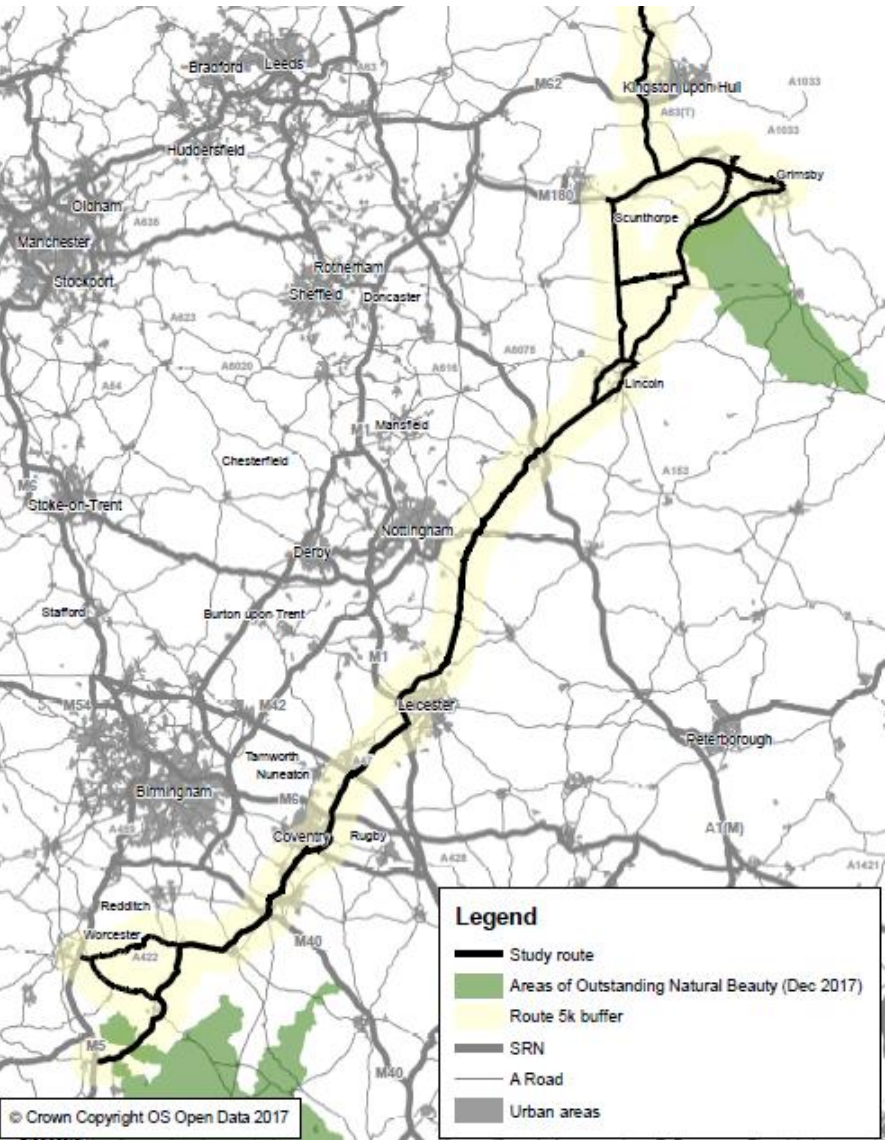 Bradford
Leeds
A63
M62
Kingston upon Hull
A1033
A63(T)
A1033
Huddersfield
Grimsby
M180
Oldham
A635
Scunthorpe
Manchester
Stockport
Rotherham
Sheffield
Doncaster
A623
A6020
A6075
A616
Lincoln
A54
M1
Mansfield
Chesterfield
A153
M6
Stoke-on-Trent
Nottingham
Derby
Stafford
Burton upon Trent
M1
M54
M42
Leicester
Peterborough
Tamworth
Nuneaton
A47
Birmingham
M6
Coventry
Rugby
A1(M)
A428
A1421
Redditch
Worcester
A422
M40
M5
M40
Legend
Study route
Areas of Outstanding Natural Beauty (Dec 2017)
Route 5k buffer
SRN
A Road
Urban areas
© Crown Copyright OS Open Data 2017